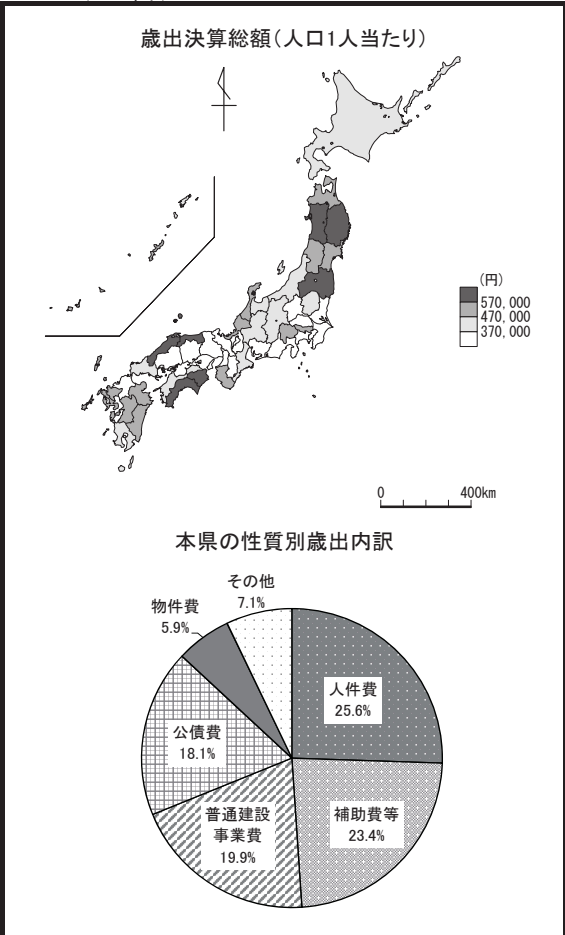 歳出決算総額(人口1人当たり)
(円)
570,000
470,000
370,000
0 400km
本県の性質別歳出内訳
その他
7.1%
物件費
5.9%
人件費
25.6%
公債費
18.1%
補助費等
23.4%
普通建設
事業費
19.9%